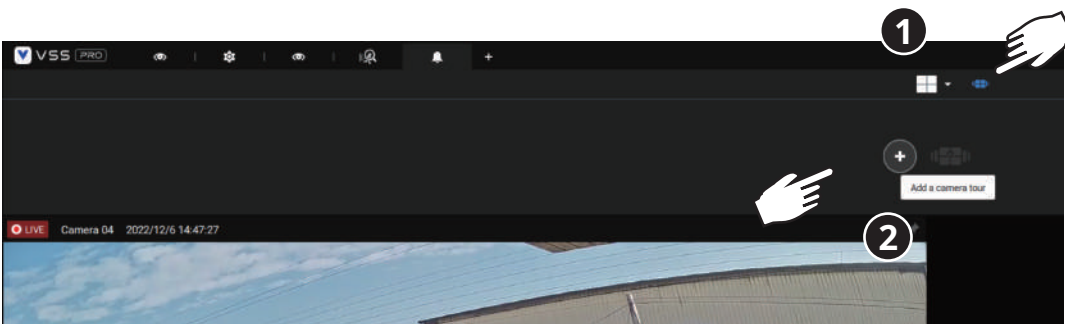 1
VSS PRO
+
+
Add a camera tour
LIVE Camera 04 2022/12/6 14:47:27
2